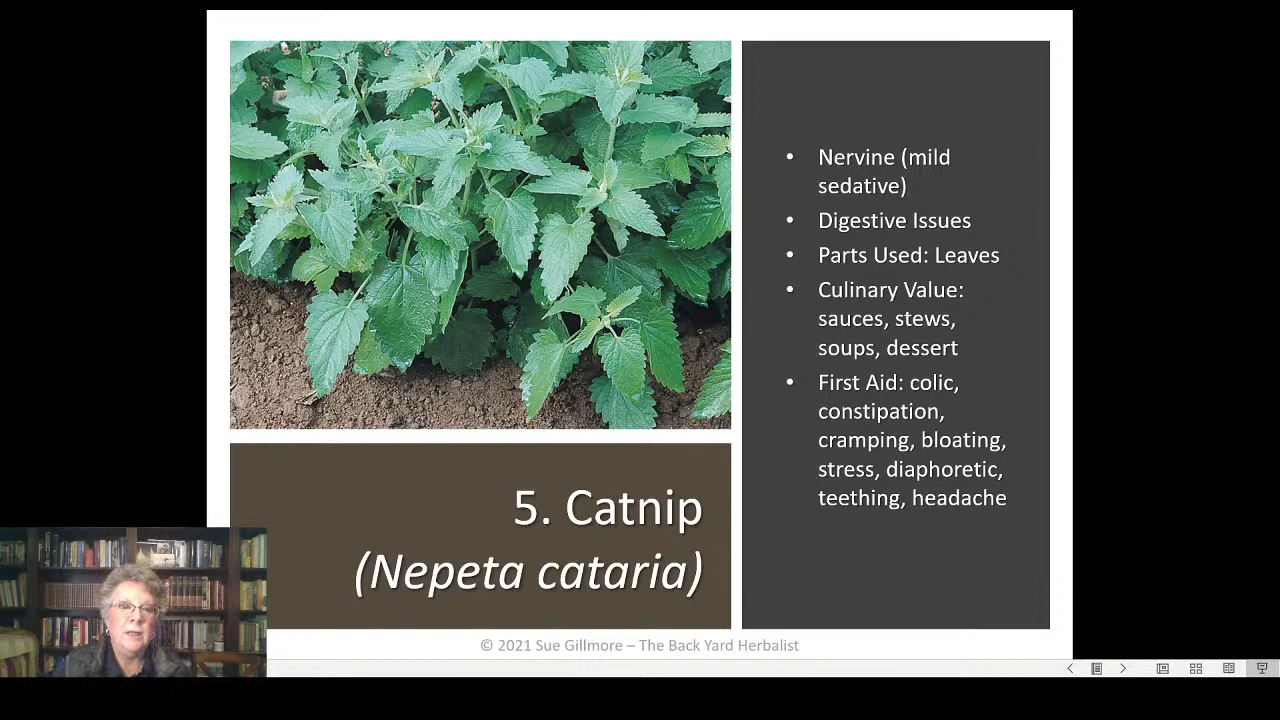 • Nervine (mild
sedative)
• Digestive Issues
• Parts Used: Leaves
• Culinary Value:
sauces, stews,
soups, dessert
• First Aid: colic,
constipation,
cramping, bloating,
stress, diaphoretic,
teething, headache
5. Catnip
(Nepeta cataria)
© 2021 Sue Gillmore – The Back Yard Herbalist